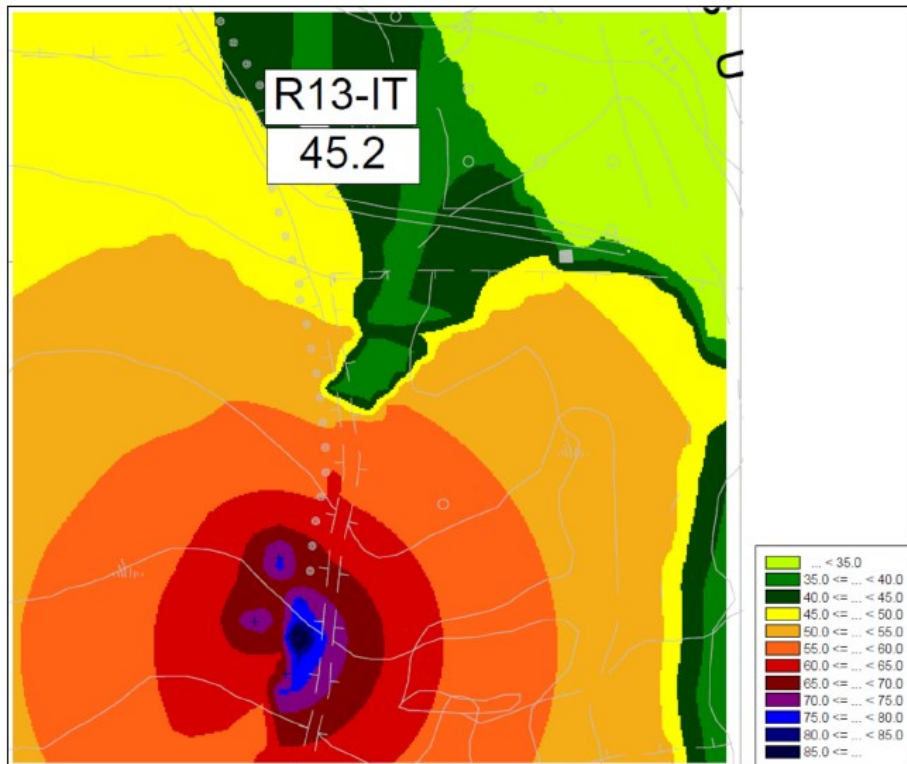 U
R13-IT
45.2
... < 35.0
35.0 <= ... < 40.0
40.0 <= ... < 45.0
45.0 <= ... < 50.0
50.0 <= ... < 55.0
55.0 <= ... < 60.0
60.0 <= ... < 65.0
65.0 <= ... < 70.0
70.0 <= ... < 75.0
75.0 <= ... < 80.0
80.0 <= ... < 85.0
85.0 <= ...